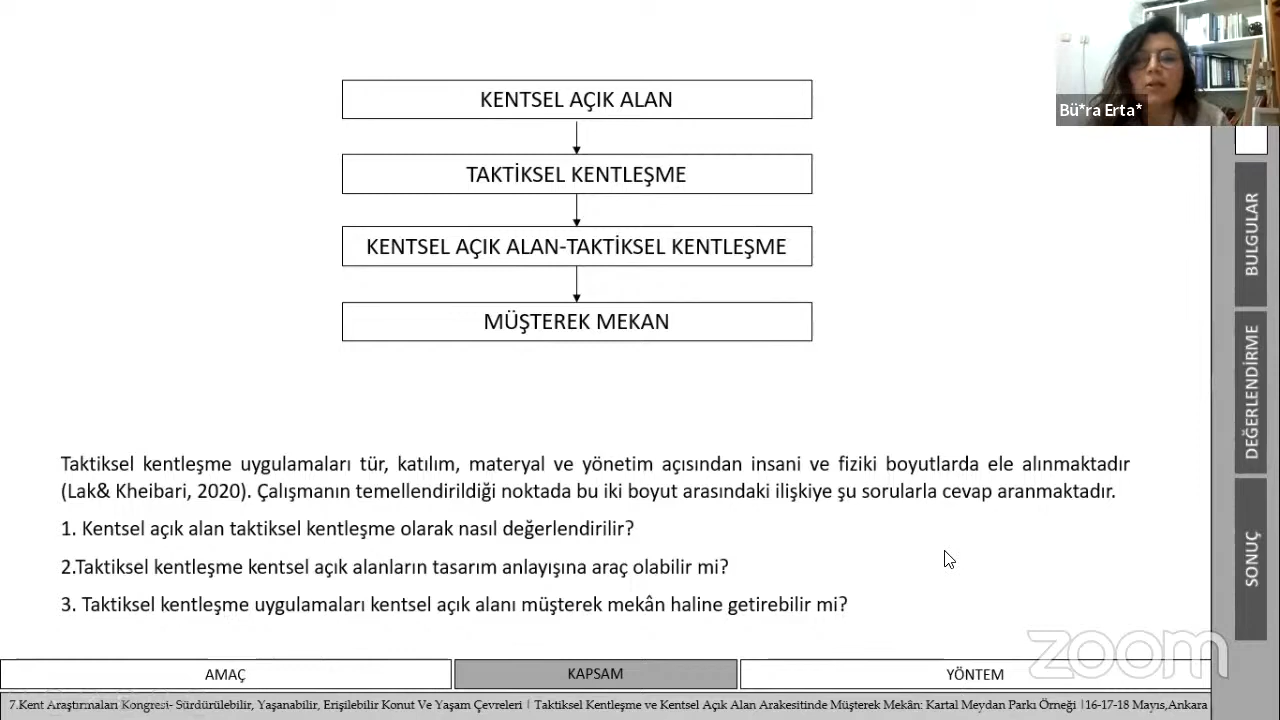 KENTSEL AÇIK ALAN
Bü*ra Erta*
TAKTİKSEL KENTLEŞME
KENTSEL AÇIK ALAN-TAKTİKSEL KENTLEŞME
MÜŞTEREK MEKAN
BULGULAR
DEĞERLENDİRME
SONUÇ
Taktiksel kentleşme uygulamaları tür, katılım, materyal ve yönetim açısından insani ve fiziki boyutlarda ele alınmaktadır
(Lak& Kheibari, 2020). Çalışmanın temellendirildiği noktada bu iki boyut arasındaki ilişkiye şu sorularla cevap aranmaktadır.
1. Kentsel açık alan taktiksel kentleşme olarak nasıl değerlendirilir?
2.Taktiksel kentleşme kentsel açık alanların tasarım anlayışına araç olabilir mi?
3. Taktiksel kentleşme uygulamaları kentsel açık alanı müşterek mekân haline getirebilir mi?
zoom
AMAÇ
KAPSAM
YÖNTEM
7.Kent Araştırmaları Kongresi- Sürdürülebilir, Yaşanabilir, Erişilebilir Konut Ve Yaşam Çevreleri | Taktiksel Kentleşme ve Kentsel Açık Alan Arakesitinde Müşterek Mekân: Kartal Meydan Parkı Örneği |16-17-18 Mayıs,Ankara